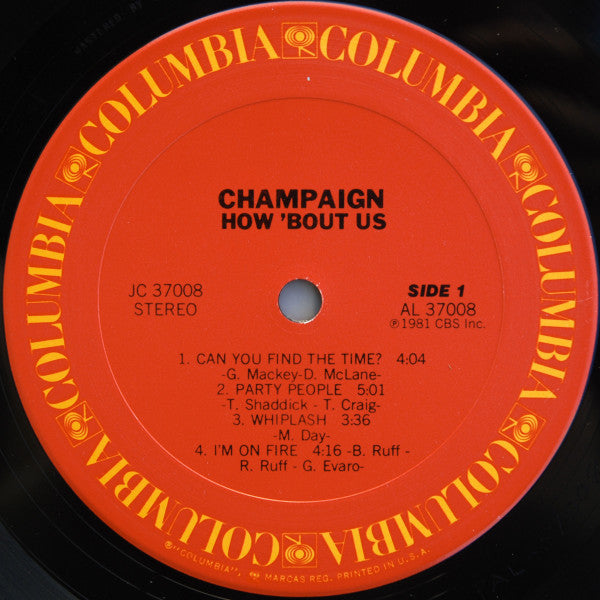 COLUMBIA
COLUMBIA
COLUMBIA
COLUMBIA
COLUMBIA
COLUMBIA
CHAMPAIGN
HOW 'BOUT US
JC 37008
STEREO
SIDE 1
AL 37008
℗1981 CBS Inc.
1. CAN YOU FIND THE TIME? 4:04
-G. Mackey-D. McLane-
2. PARTY PEOPLE 5:01
-T. Shaddick - T. Craig-
3. WHIPLASH 3:36
-M. Day-
4. I'M ON FIRE 4:16 -B. Ruff -
R. Ruff - G. Evaro-
"COLUMBIA", MARCAS REG. PRINTED IN U.S.A.